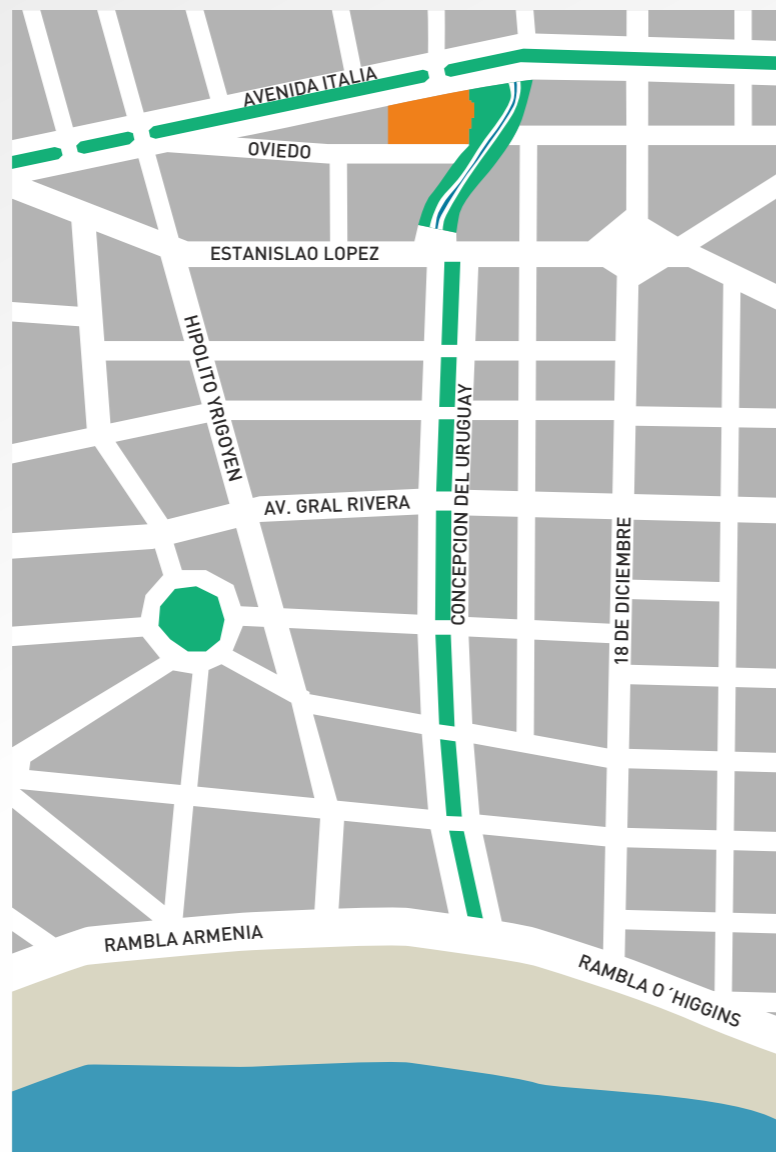 AVENIDA ITALIA
OVIEDO
ESTANISLAO LOPEZ
HIPOLITO YRIGOYEN
CONCEPCION DEL URUGUAY
AV. GRAL RIVERA
18 DE DICIEMBRE
RAMBLA ARMENIA
RAMBLA O´HIGGINS